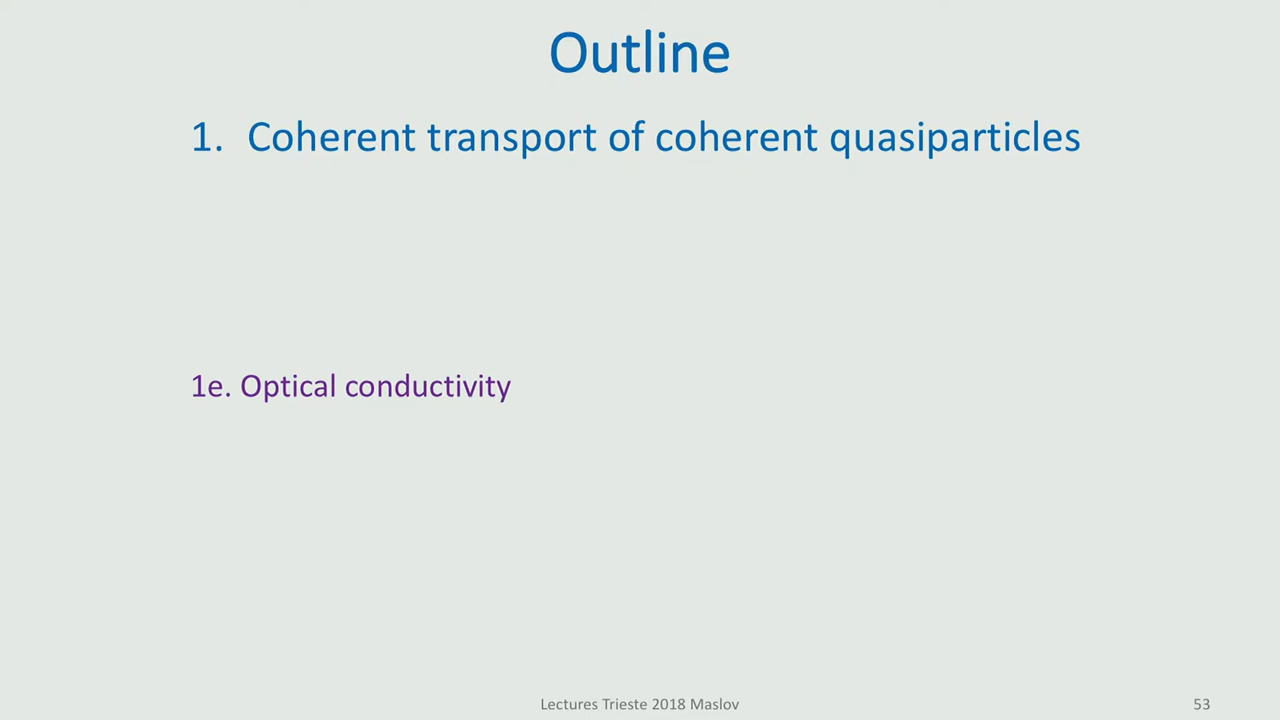 Outline
1. Coherent transport of coherent quasiparticles
1e. Optical conductivity
Lectures Trieste 2018 Maslov
53